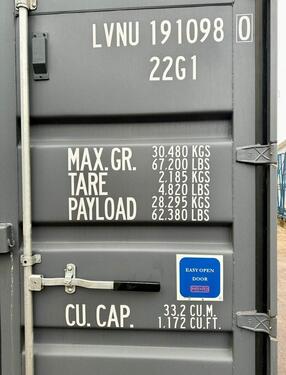 LVNU 191098 0
22G1
MAX. GR. 30.480 KGS
67.200 LBS
TARE 2.185 KGS
4.820 LBS
PAYLOAD 28.295 KGS
62.380 LBS
EASY OPEN
DOOR
CU. CAP. 33.2 CU.M.
1.172 CU.FT.